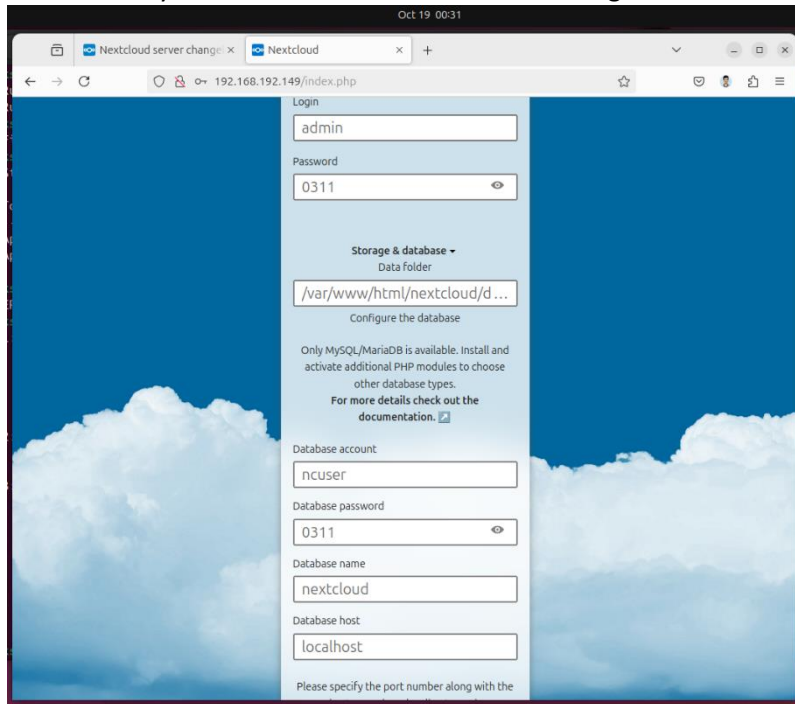 Oct 19 00:31
Nextcloud server change
Nextcloud
192.168.192.149/index.php
Login
admin
Password
0311
Storage & database
Data folder
/var/www/html/nextcloud/d...
Configure the database
Only MySQL/MariaDB is available. Install and
activate additional PHP modules to choose
other database types.
For more details check out the
documentation.
Database account
ncuser
Database password
0311
Database name
nextcloud
Database host
localhost
Please specify the port number along with the